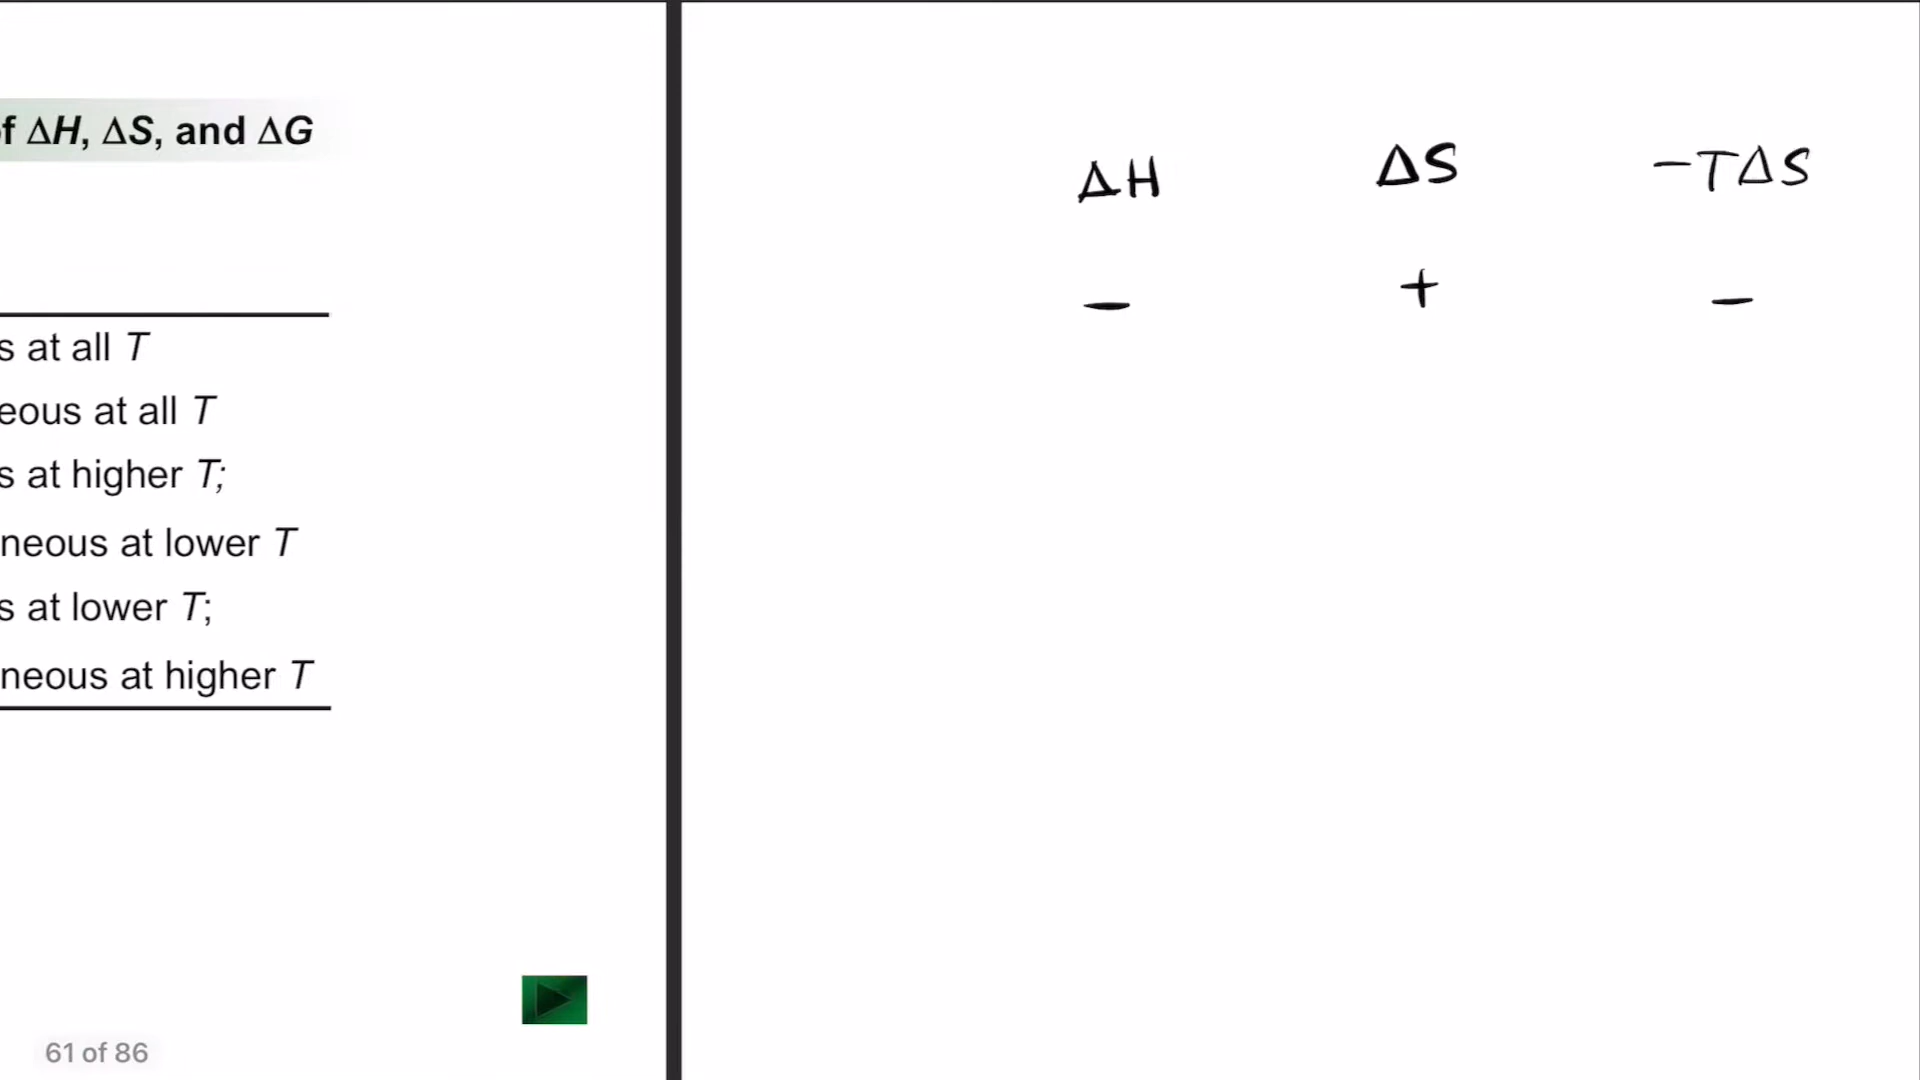 f ΔH, ΔS, and ΔG
s at all T
eous at all T
s at higher T;
neous at lower T
s at lower T;
neous at higher T
61 of 86
ΔH ΔS −TΔS
− + −